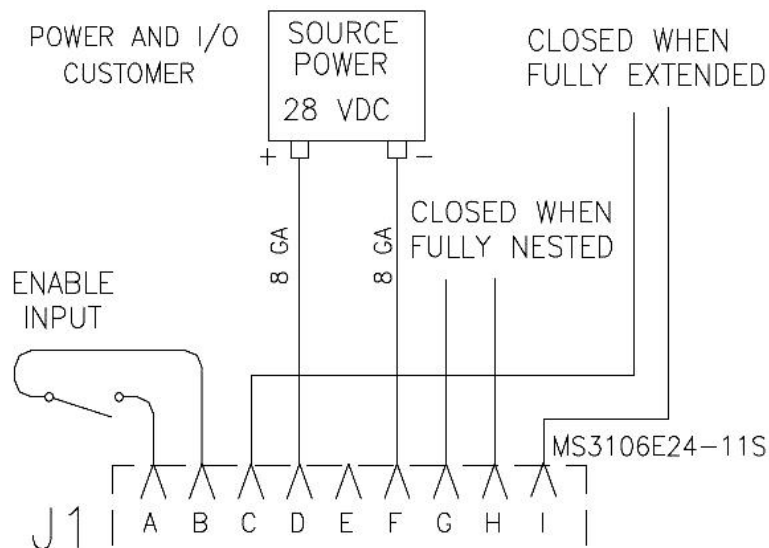 POWER AND I/O
CUSTOMER
SOURCE
POWER
28 VDC
+
-
CLOSED WHEN
FULLY EXTENDED
8 GA
8 GA
CLOSED WHEN
FULLY NESTED
ENABLE
INPUT
MS3106E24-11S
J1
A B C D E F G H I